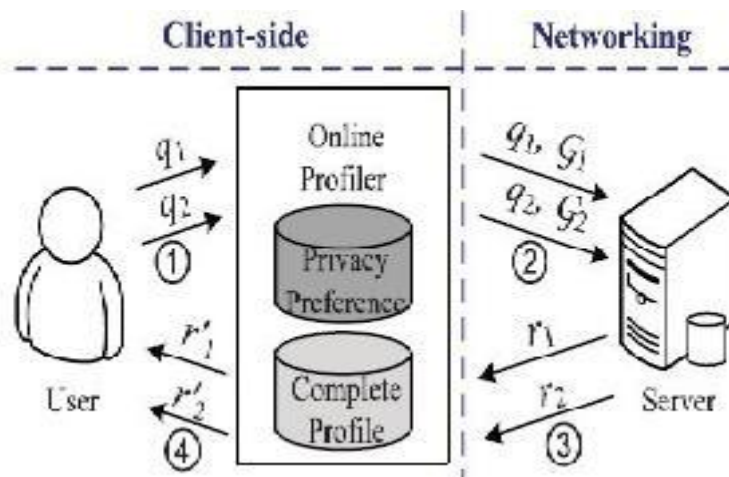 Client-side Networking
Online
Profiler
q1
q2
①
Privacy
Preference
q1, G1
q2, G2
②
r'1
r'2
④
User
Complete
Profile
r1
r2
③
Server